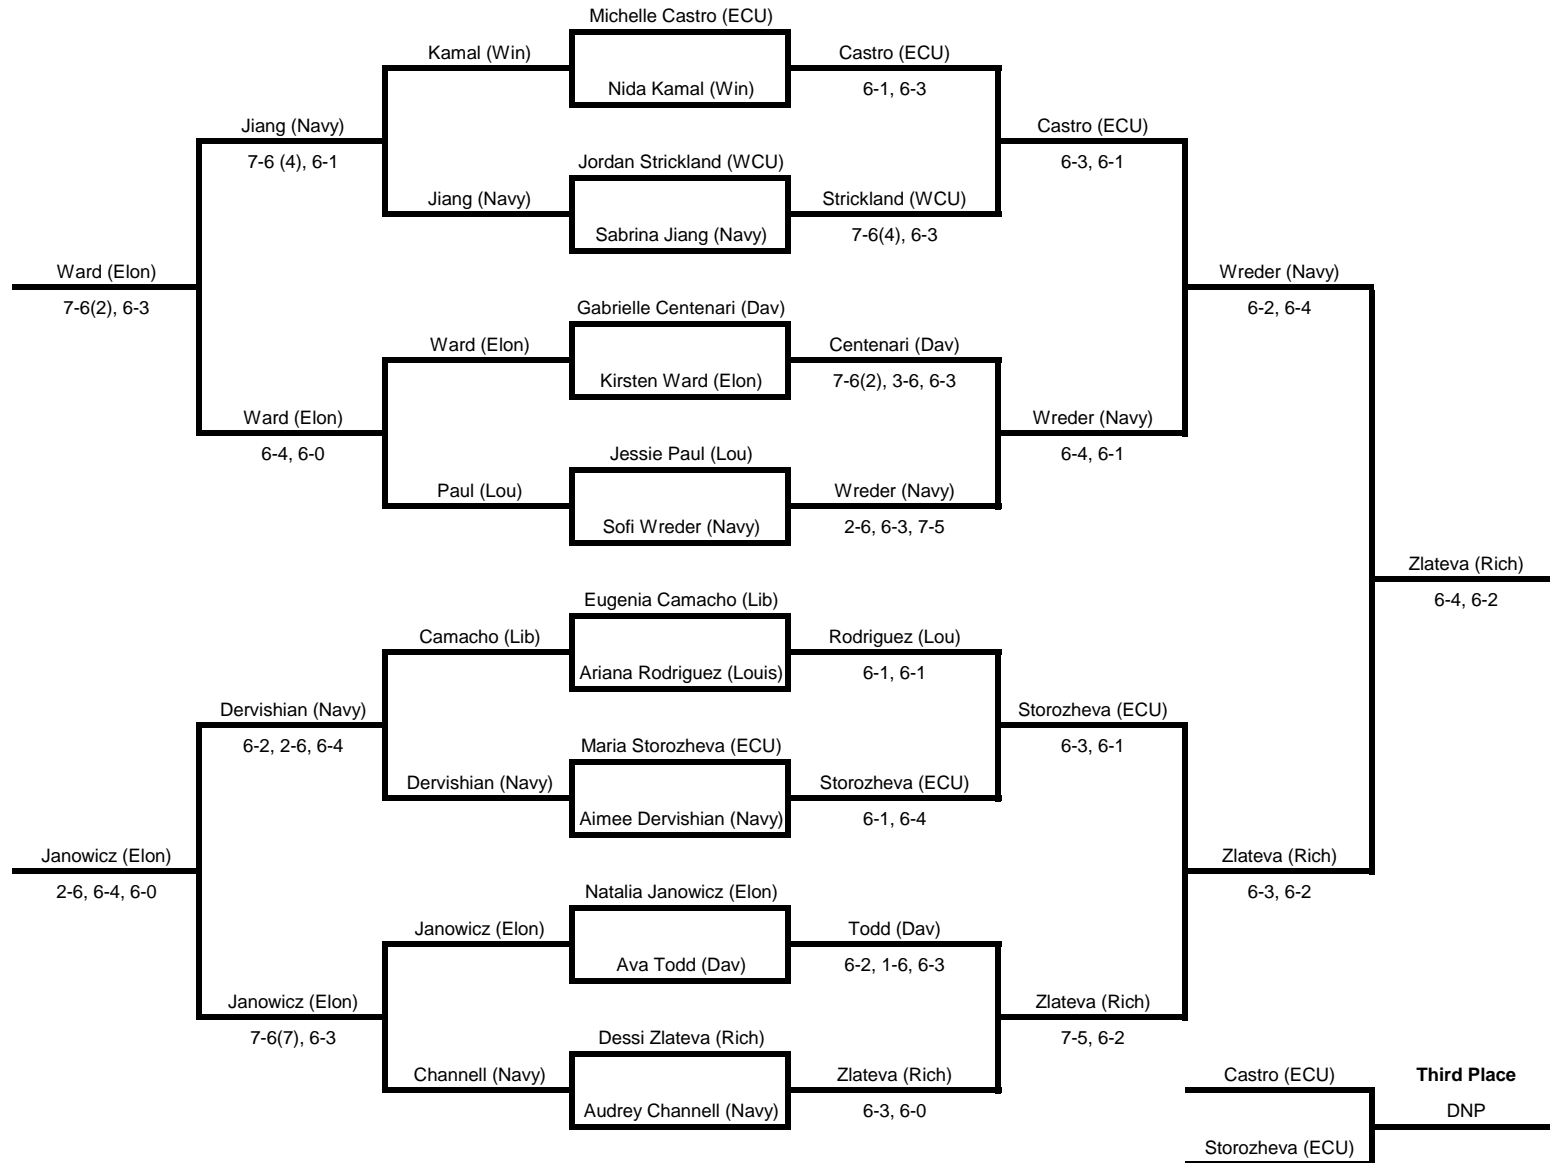 Michelle Castro (ECU)
Kamal (Win)
Castro (ECU)
Nida Kamal (Win)
6-1, 6-3
Jiang (Navy)
Castro (ECU)
7-6 (4), 6-1
Jordan Strickland (WCU)
6-3, 6-1
Jiang (Navy)
Strickland (WCU)
Sabrina Jiang (Navy)
7-6(4), 6-3
Ward (Elon)
Wreder (Navy)
7-6(2), 6-3
Gabrielle Centenari (Dav)
6-2, 6-4
Ward (Elon)
Centenari (Dav)
Kirsten Ward (Elon)
7-6(2), 3-6, 6-3
Ward (Elon)
Wreder (Navy)
6-4, 6-0
Jessie Paul (Lou)
6-4, 6-1
Paul (Lou)
Wreder (Navy)
Sofi Wreder (Navy)
2-6, 6-3, 7-5
Zlateva (Rich)
Eugenia Camacho (Lib)
6-4, 6-2
Camacho (Lib)
Rodriguez (Lou)
Ariana Rodriguez (Louis)
6-1, 6-1
Dervishian (Navy)
Storozheva (ECU)
6-2, 2-6, 6-4
Maria Storozheva (ECU)
6-3, 6-1
Dervishian (Navy)
Storozheva (ECU)
Aimee Dervishian (Navy)
6-1, 6-4
Janowicz (Elon)
Zlateva (Rich)
2-6, 6-4, 6-0
Natalia Janowicz (Elon)
6-3, 6-2
Janowicz (Elon)
Todd (Dav)
Ava Todd (Dav)
6-2, 1-6, 6-3
Janowicz (Elon)
Zlateva (Rich)
7-6(7), 6-3
Dessi Zlateva (Rich)
7-5, 6-2
Channell (Navy)
Zlateva (Rich)
Castro (ECU)
Third Place
Audrey Channell (Navy)
6-3, 6-0
DNP
Storozheva (ECU)